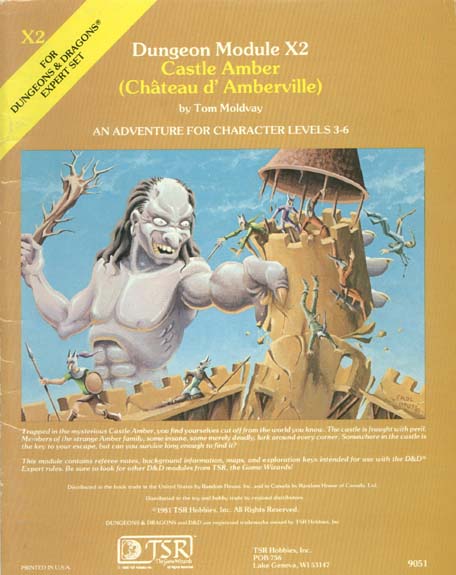 X2
FOR
DUNGEONS & DRAGONS®
EXPERT SET
Dungeon Module X2
Castle Amber
(Château d' Amberville)
by Tom Moldvay
AN ADVENTURE FOR CHARACTER LEVELS 3-6
Trapped in the mysterious Castle Amber, you find yourselves cut off from the world you know. The castle is fraught with peril.
Members of the strange Amber family, some insane, some merely deadly, lurk around every corner. Somewhere in the castle is
the key to your escape, but can you survive long enough to find it?
This module contains referee notes, background information, maps, and exploration keys intended for use with the D&D®
Expert rules. Be sure to look for other D&D modules from TSR, the Game Wizards!
Distributed to the book trade in the United States by Random House, Inc. and in Canada by Random House of Canada, Ltd.
Distributed to the toy and hobby trade by regional distributors.
©1981 TSR Hobbies, Inc. All Rights Reserved.
DUNGEONS & DRAGONS and D&D are registered trademarks owned by TSR Hobbies, Inc.
TSR
The Game Wizards
TSR Hobbies, Inc.
POB 756
Lake Geneva, WI 53147
PRINTED IN U.S.A.
9051